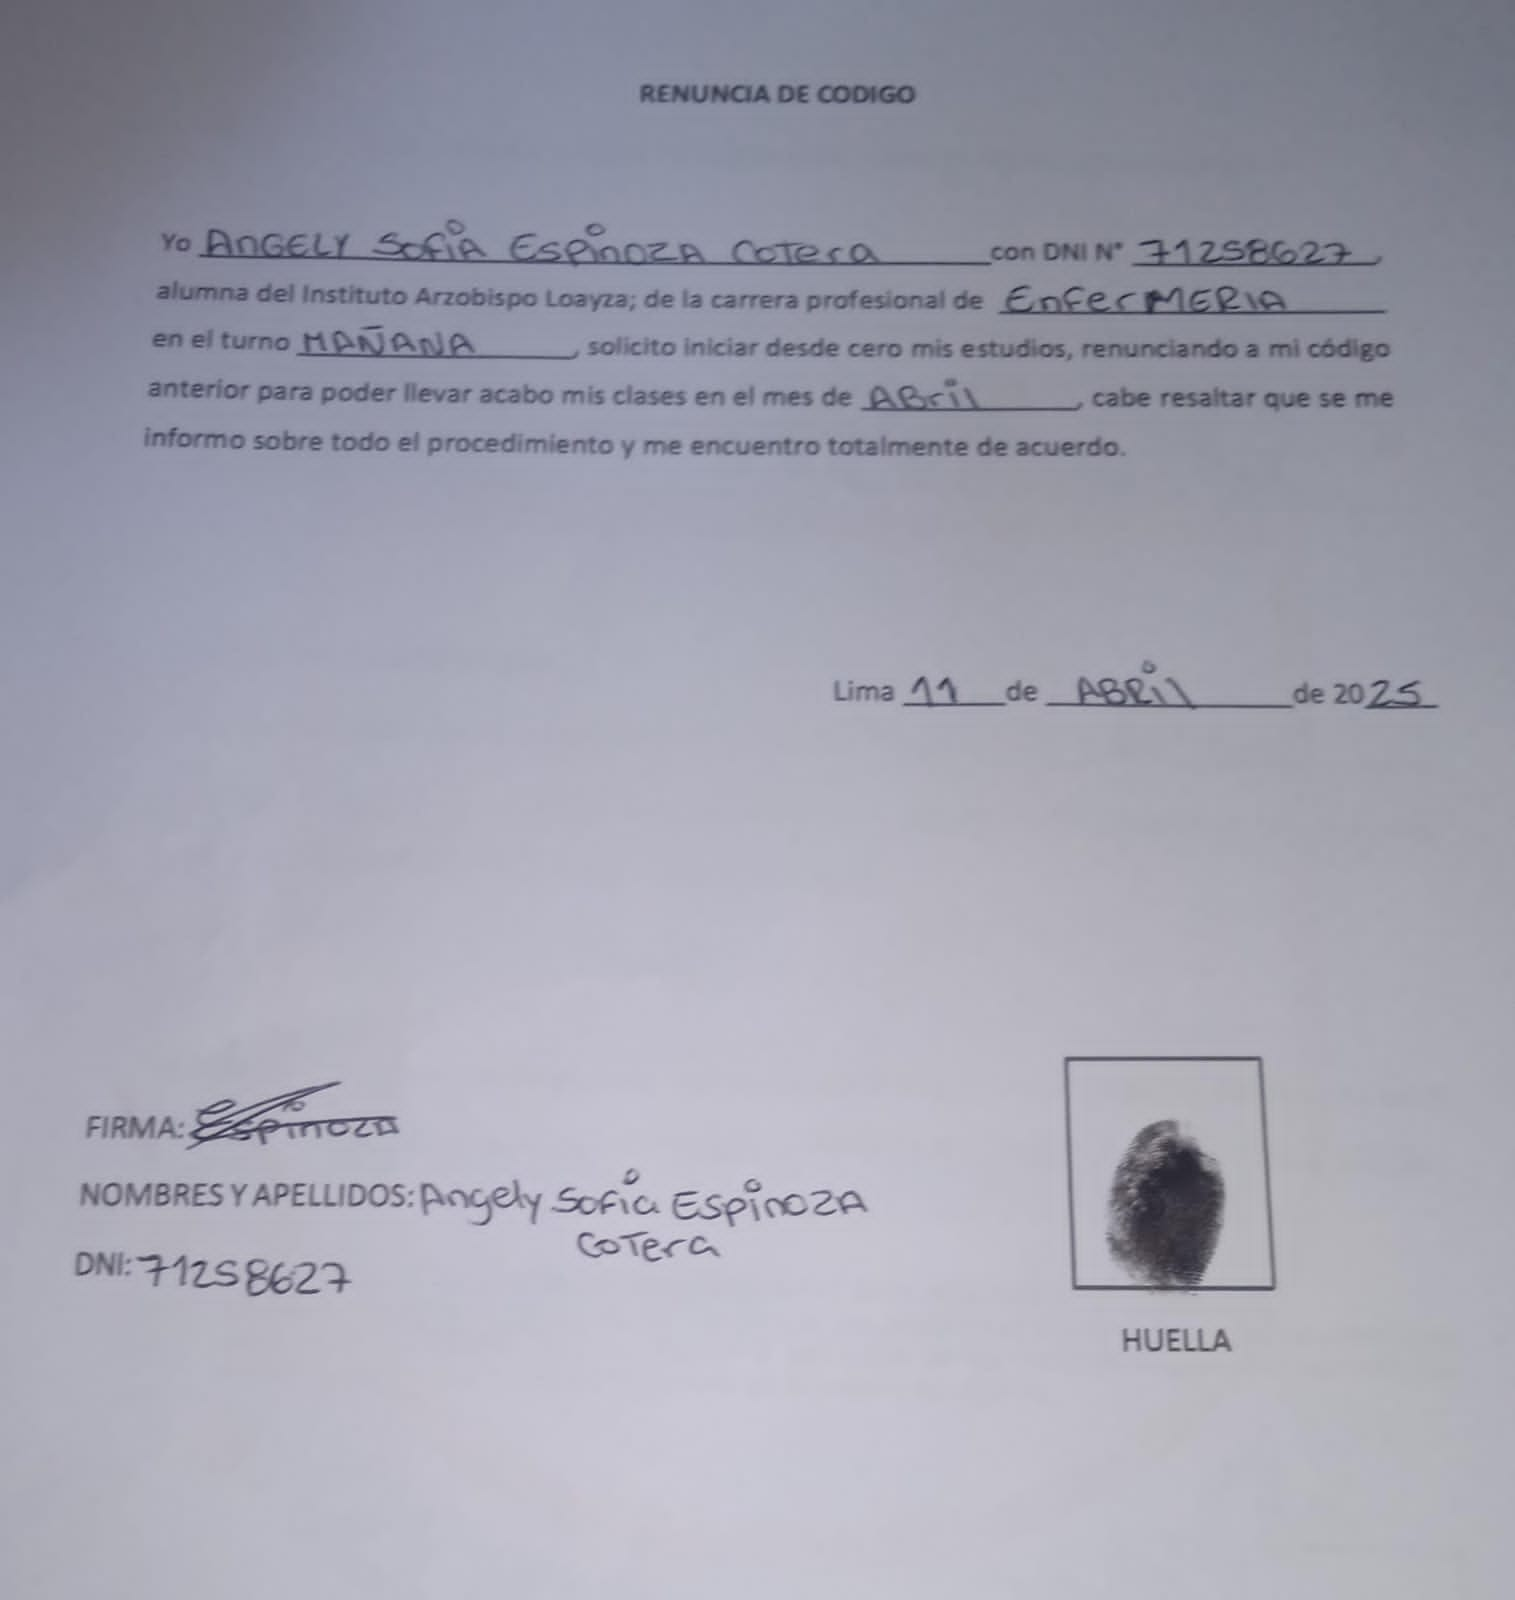 RENUNCIA DE CODIGO
Yo ANGELY SOFIA ESPINOZA COTERA con DNI N° 71258627,
alumna del Instituto Arzobispo Loayza; de la carrera profesional de EnFerMERIA
en el turno MAÑANA, solicito iniciar desde cero mis estudios, renunciando a mi código
anterior para poder llevar acabo mis clases en el mes de ABril, cabe resaltar que se me
informo sobre todo el procedimiento y me encuentro totalmente de acuerdo.
Lima 11 de ABRil de 2025
FIRMA: Espinoza
NOMBRES Y APELLIDOS: Angely Sofia ESPINOZA
COTera
DNI: 71258627
HUELLA